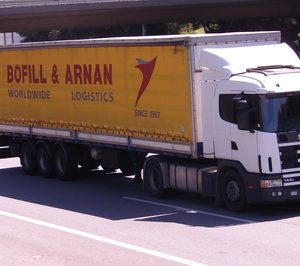 BOFILL & ARNAN
WORLDWIDE LOGISTICS
SINCE 1907